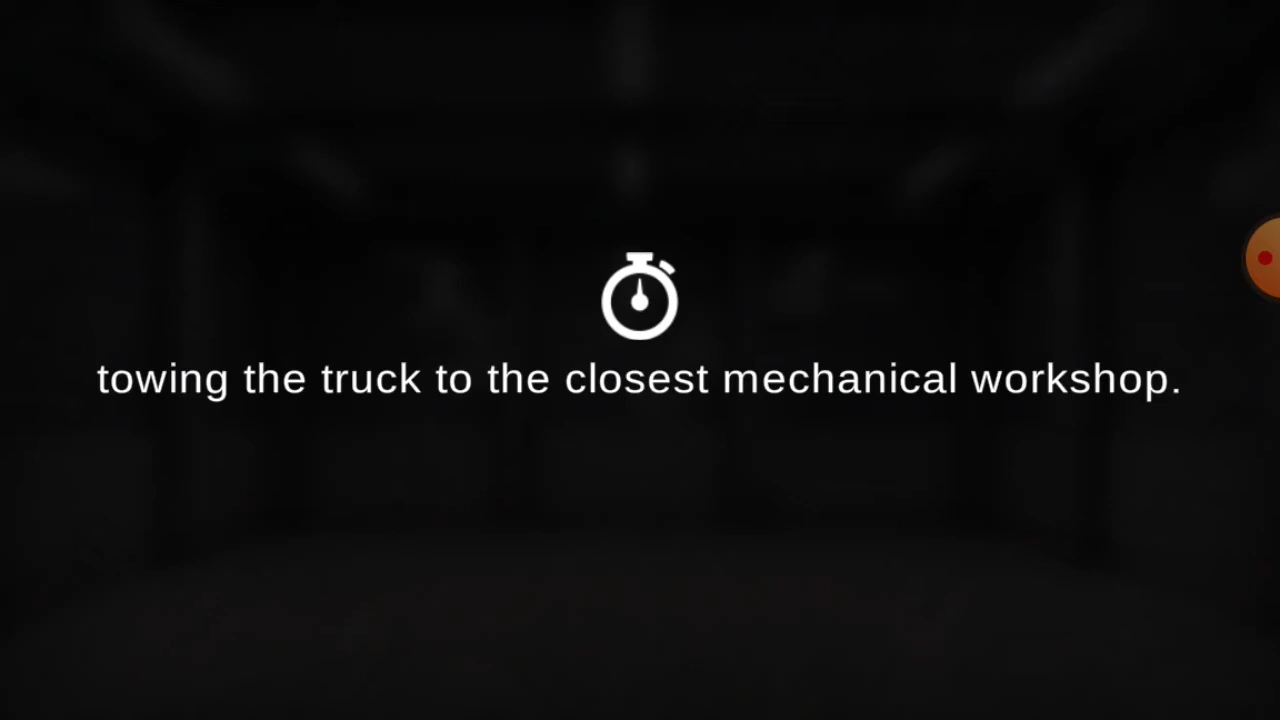 towing the truck to the closest mechanical workshop.